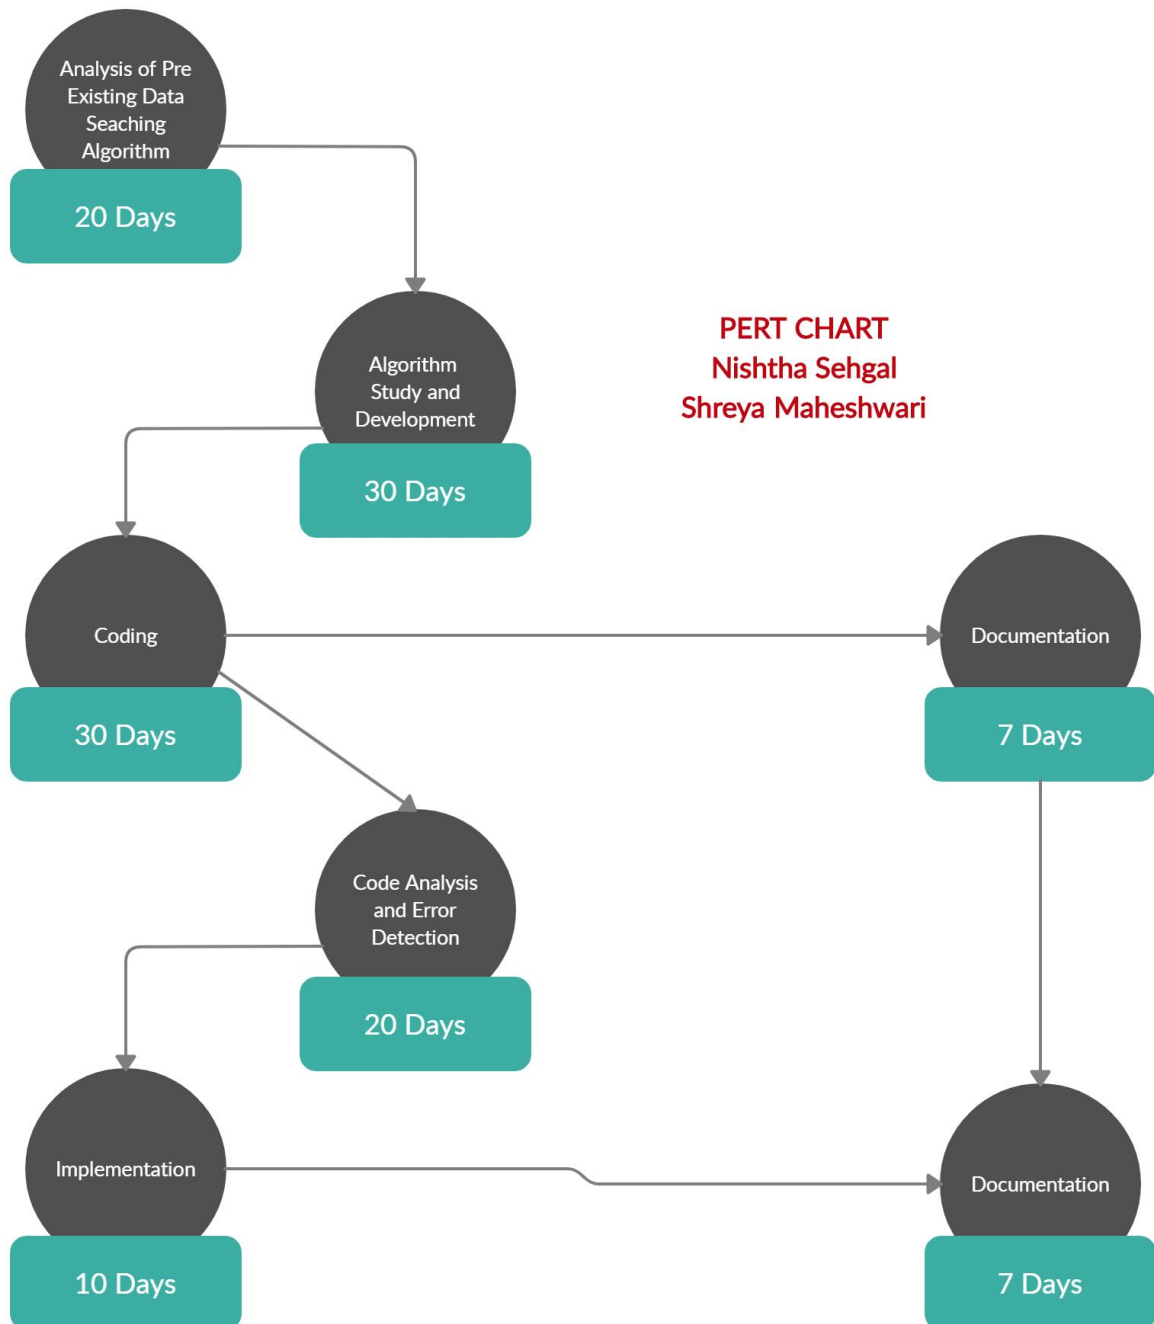 Analysis of Pre
Existing Data
Seaching
Algorithm
20 Days
Algorithm
Study and
Development
30 Days
PERT CHART
Nishtha Sehgal
Shreya Maheshwari
Coding
30 Days
Documentation
7 Days
Code Analysis
and Error
Detection
20 Days
Implementation
10 Days
Documentation
7 Days